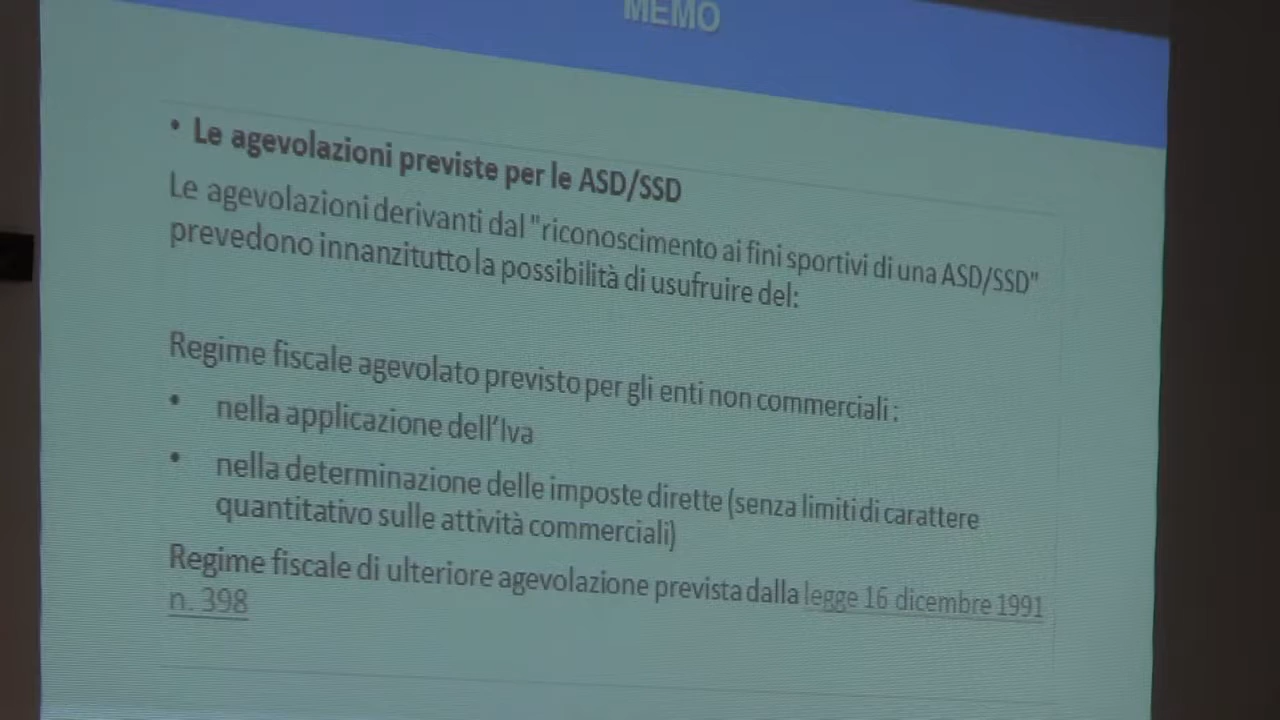 MEMO
• Le agevolazioni previste per le ASD/SSD
Le agevolazioni derivanti dal "riconoscimento ai fini sportivi di una ASD/SSD"
prevedono innanzitutto la possibilità di usufruire del:
Regime fiscale agevolato previsto per gli enti non commerciali :
• nella applicazione dell'Iva
• nella determinazione delle imposte dirette (senza limiti di carattere
quantitativo sulle attività commerciali)
Regime fiscale di ulteriore agevolazione prevista dalla legge 16 dicembre 1991
n. 398